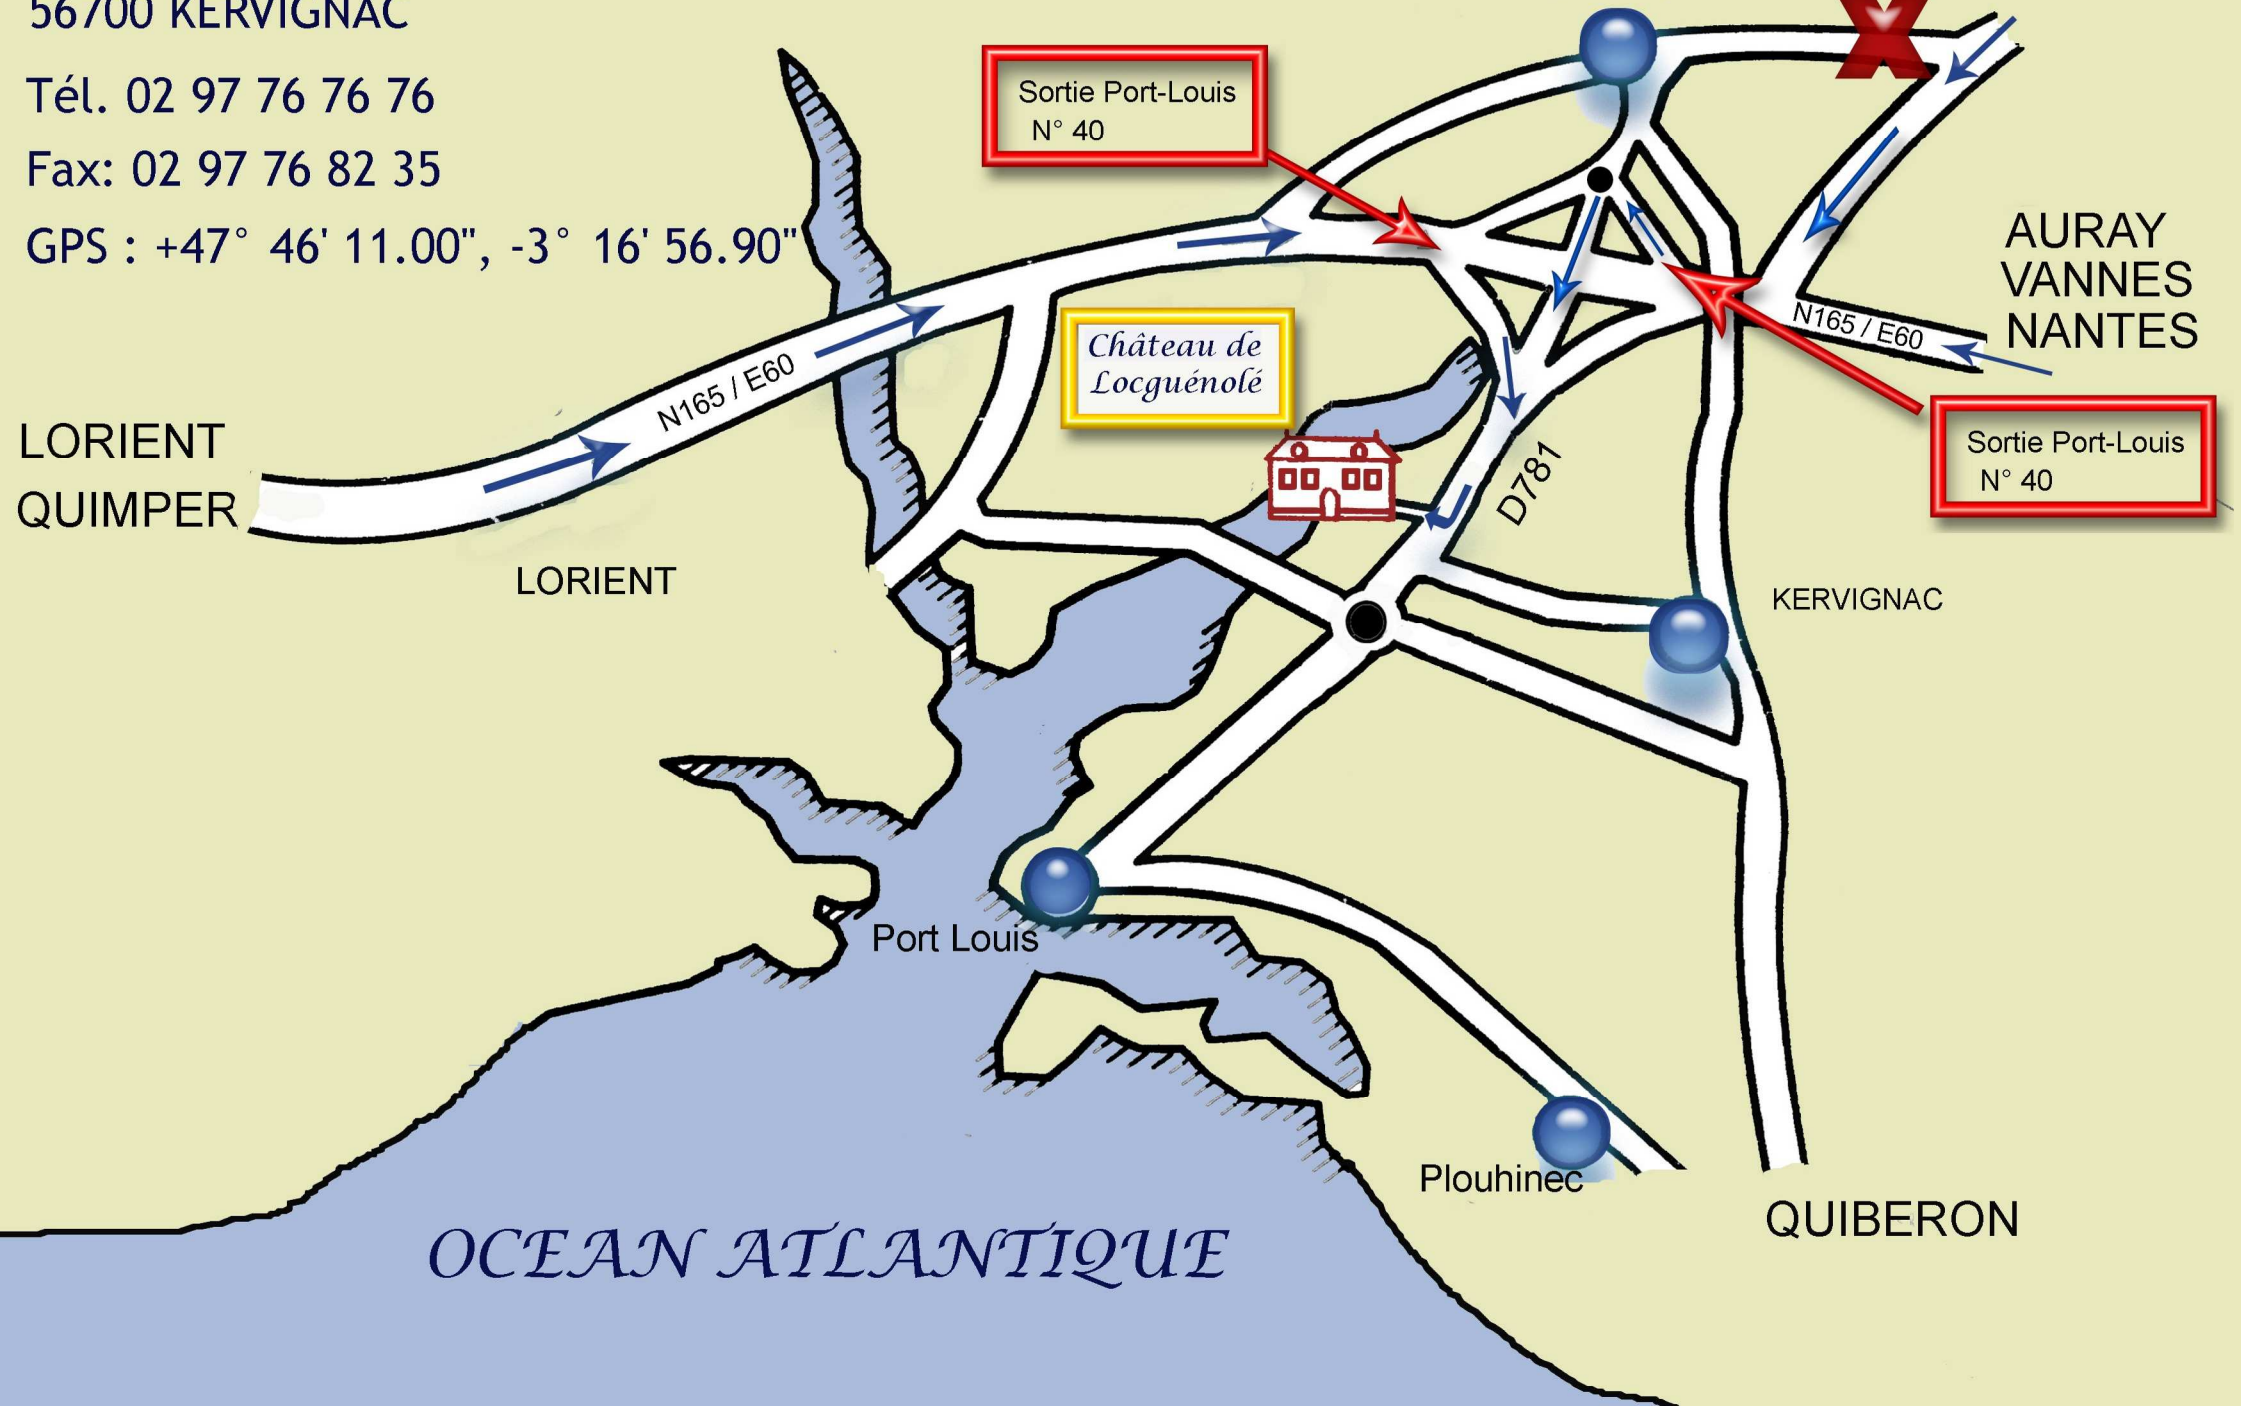 56700 KERVIGNAC
Tél. 02 97 76 76 76
Fax: 02 97 76 82 35
GPS : +47° 46' 11.00", -3° 16' 56.90"
Sortie Port-Louis
N° 40
AURAY
VANNES
NANTES
N165 / E60
Château de
Locguénolé
N165 / E60
LORIENT
QUIMPER
Sortie Port-Louis
N° 40
D781
LORIENT
KERVIGNAC
Port Louis
Plouhinec
QUIBERON
OCEAN ATLANTIQUE